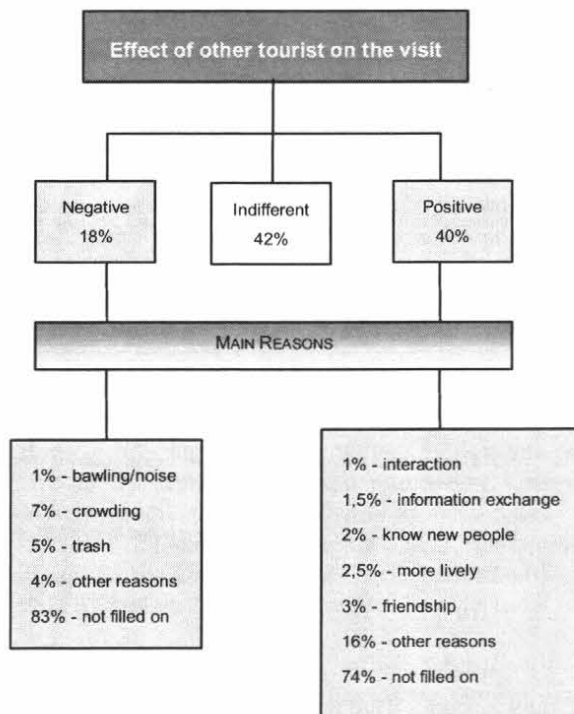 Effect of other tourist on the visit
Negative
18%
Indifferent
42%
Positive
40%
MAIN REASONS
1% - bawling/noise
7% - crowding
5% - trash
4% - other reasons
83% - not filled on
1% - interaction
1,5% - information exchange
2% - know new people
2,5% - more lively
3% - friendship
16% - other reasons
74% - not filled on